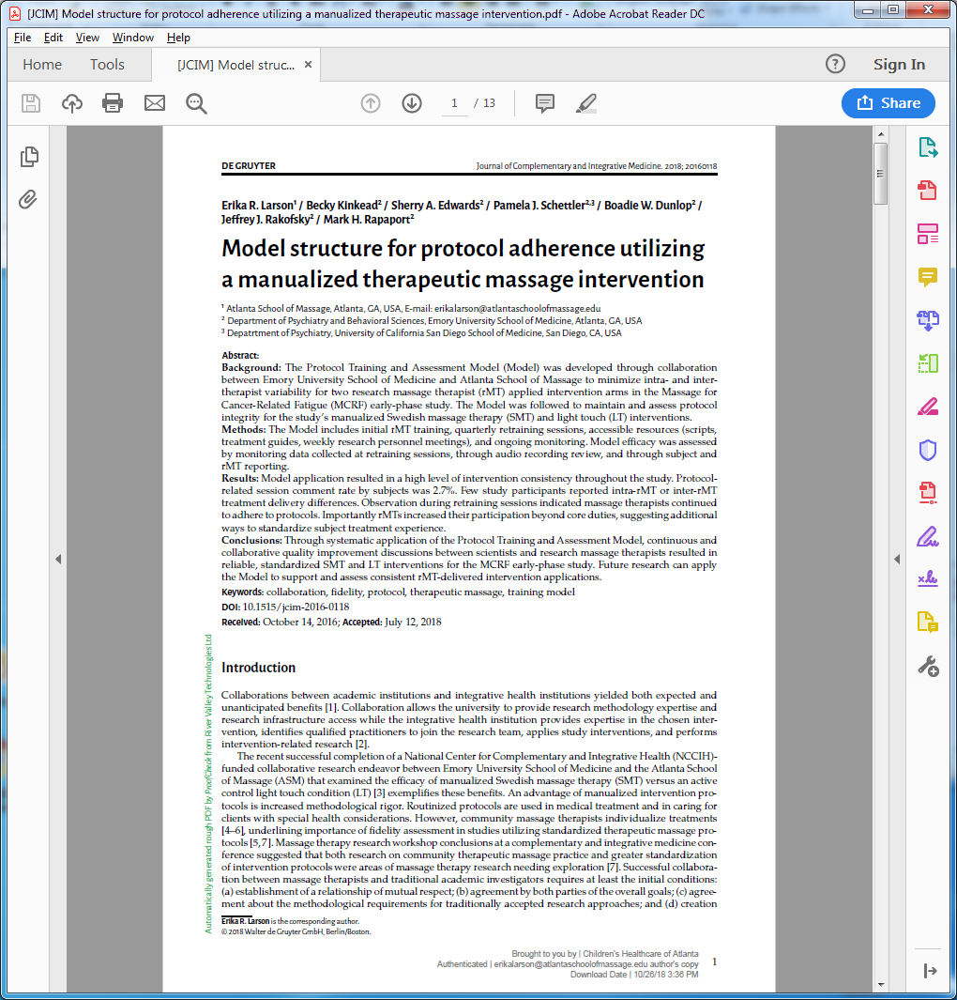 [JCIM] Model structure for protocol adherence utilizing a manualized therapeutic massage intervention.pdf - Adobe Acrobat Reader DC
File Edit View Window Help
Home Tools [JCIM] Model struc... × ? Sign In
1 / 13 Share
DE GRUYTER Journal of Complementary and Integrative Medicine. 2018; 20160118
Erika R. Larson¹ / Becky Kinkead² / Sherry A. Edwards² / Pamela J. Schettler²,³ / Boadie W. Dunlop² /
Jeffrey J. Rakofsky² / Mark H. Rapaport²
Model structure for protocol adherence utilizing
a manualized therapeutic massage intervention
¹ Atlanta School of Massage, Atlanta, GA, USA, E-mail: erikalarson@atlantaschoolofmassage.edu
² Department of Psychiatry and Behavioral Sciences, Emory University School of Medicine, Atlanta, GA, USA
³ Depatrtment of Psychiatry, University of California San Diego School of Medicine, San Diego, CA, USA
Abstract:
Background: The Protocol Training and Assessment Model (Model) was developed through collaboration
between Emory University School of Medicine and Atlanta School of Massage to minimize intra- and inter-
therapist variability for two research massage therapist (rMT) applied intervention arms in the Massage for
Cancer-Related Fatigue (MCRF) early-phase study. The Model was followed to maintain and assess protocol
integrity for the study's manualized Swedish massage therapy (SMT) and light touch (LT) interventions.
Methods: The Model includes initial rMT training, quarterly retraining sessions, accessible resources (scripts,
treatment guides, weekly research personnel meetings), and ongoing monitoring. Model efficacy was assessed
by monitoring data collected at retraining sessions, through audio recording review, and through subject and
rMT reporting.
Results: Model application resulted in a high level of intervention consistency throughout the study. Protocol-
related session comment rate by subjects was 2.7%. Few study participants reported intra-rMT or inter-rMT
treatment delivery differences. Observation during retraining sessions indicated massage therapists continued
to adhere to protocols. Importantly rMTs increased their participation beyond core duties, suggesting additional
ways to standardize subject treatment experience.
Conclusions: Through systematic application of the Protocol Training and Assessment Model, continuous and
collaborative quality improvement discussions between scientists and research massage therapists resulted in
reliable, standardized SMT and LT interventions for the MCRF early-phase study. Future research can apply
the Model to support and assess consistent rMT-delivered intervention applications.
Keywords: collaboration, fidelity, protocol, therapeutic massage, training model
DOI: 10.1515/jcim-2016-0118
Received: October 14, 2016; Accepted: July 12, 2018
Introduction
Collaborations between academic institutions and integrative health institutions yielded both expected and
unanticipated benefits [1]. Collaboration allows the university to provide research methodology expertise and
research infrastructure access while the integrative health institution provides expertise in the chosen inter-
vention, identifies qualified practitioners to join the research team, applies study interventions, and performs
intervention-related research [2].
The recent successful completion of a National Center for Complementary and Integrative Health (NCCIH)-
funded collaborative research endeavor between Emory University School of Medicine and the Atlanta School
of Massage (ASM) that examined the efficacy of manualized Swedish massage therapy (SMT) versus an active
control light touch condition (LT) [3] exemplifies these benefits. An advantage of manualized intervention pro-
tocols is increased methodological rigor. Routinized protocols are used in medical treatment and in caring for
clients with special health considerations. However, community massage therapists individualize treatments
[4–6], underlining importance of fidelity assessment in studies utilizing standardized therapeutic massage pro-
tocols [5, 7]. Massage therapy research workshop conclusions at a complementary and integrative medicine con-
ference suggested that both research on community therapeutic massage practice and greater standardization
of intervention protocols were areas of massage therapy research needing exploration [7]. Successful collabora-
tion between massage therapists and traditional academic investigators requires at least the initial conditions:
(a) establishment of a relationship of mutual respect; (b) agreement by both parties of the overall goals; (c) agree-
ment about the methodological requirements for traditionally accepted research approaches; and (d) creation
Automatically generated rough PDF by ProofCheck from River Valley Technologies Ltd
Erika R. Larson is the corresponding author.
© 2018 Walter de Gruyter GmbH, Berlin/Boston.
Brought to you by | Children's Healthcare of Atlanta
Authenticated | erikalarson@atlantaschoolofmassage.edu author's copy
Download Date | 10/26/18 3:36 PM
1